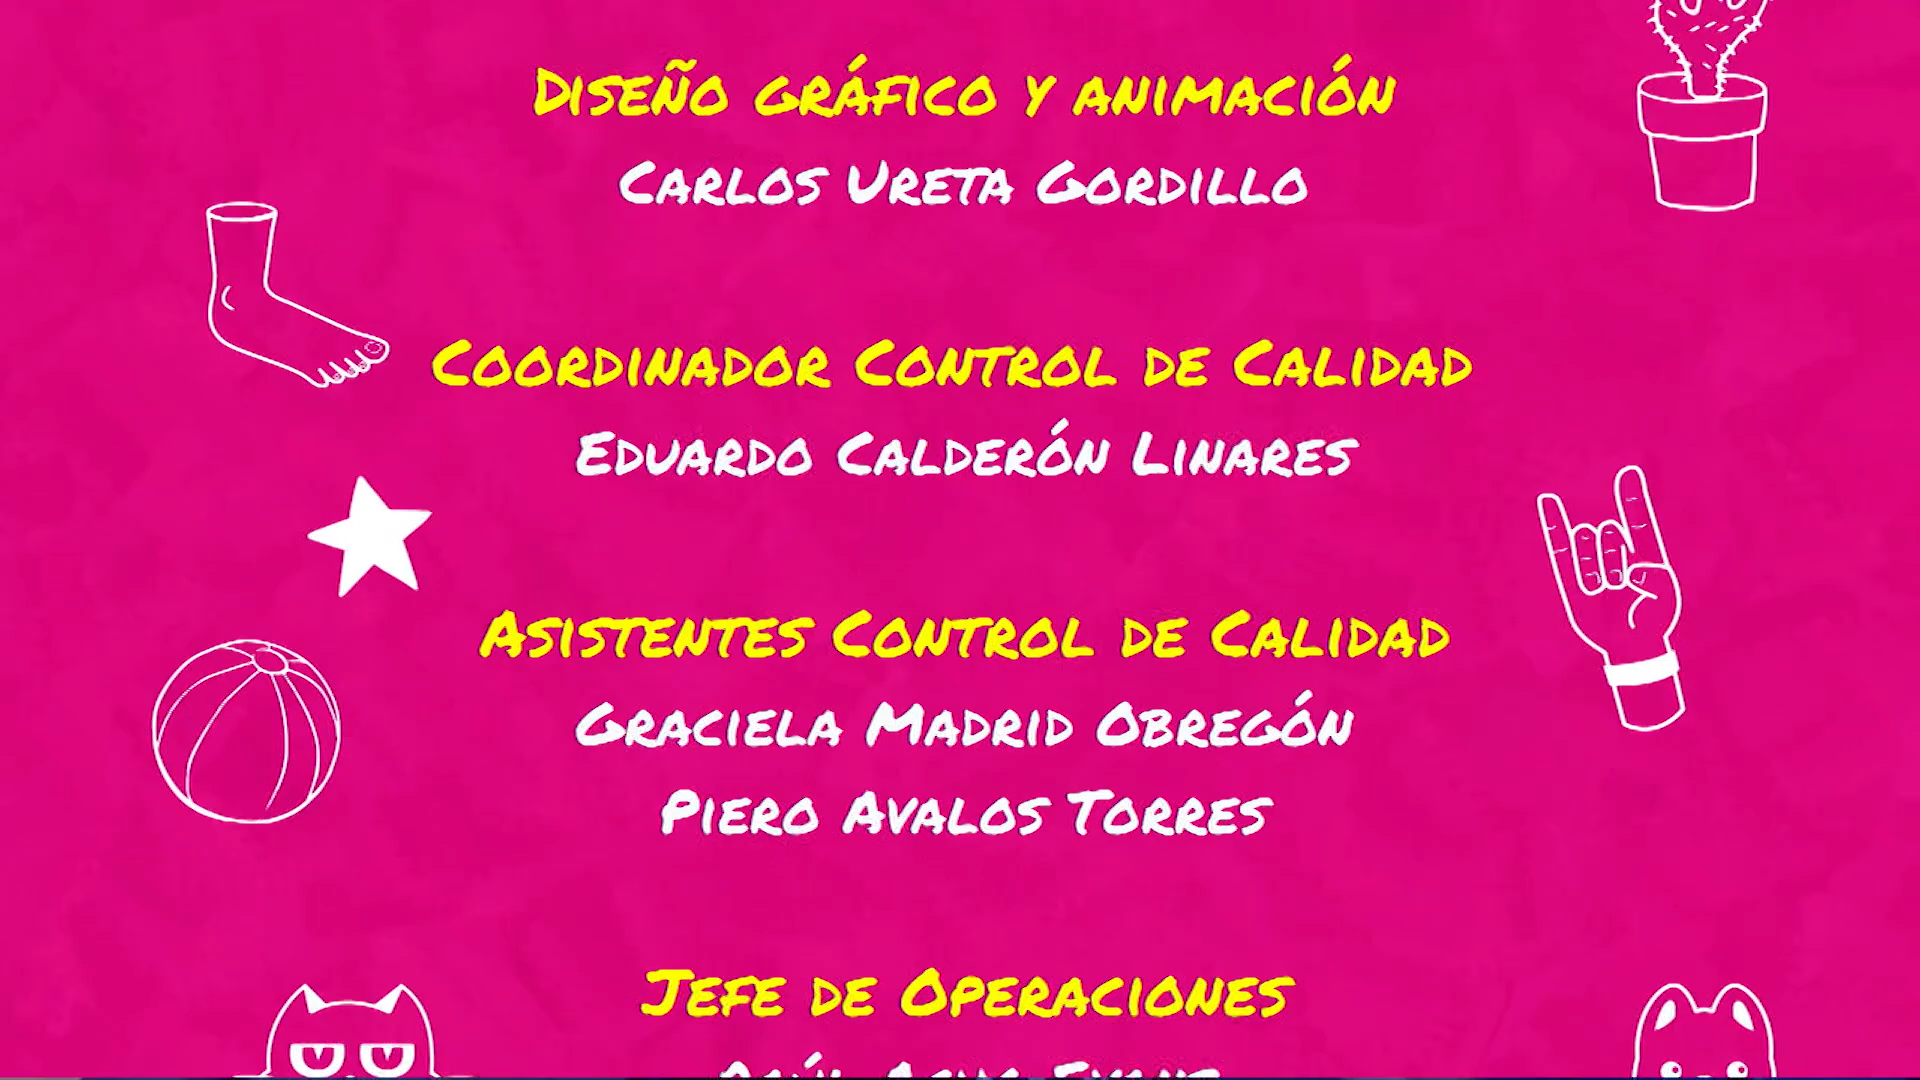 Diseño gráfico y animación
Carlos Ureta Gordillo
Coordinador Control de Calidad
Eduardo Calderón Linares
Asistentes Control de Calidad
Graciela Madrid Obregón
Piero Avalos Torres
Jefe de Operaciones